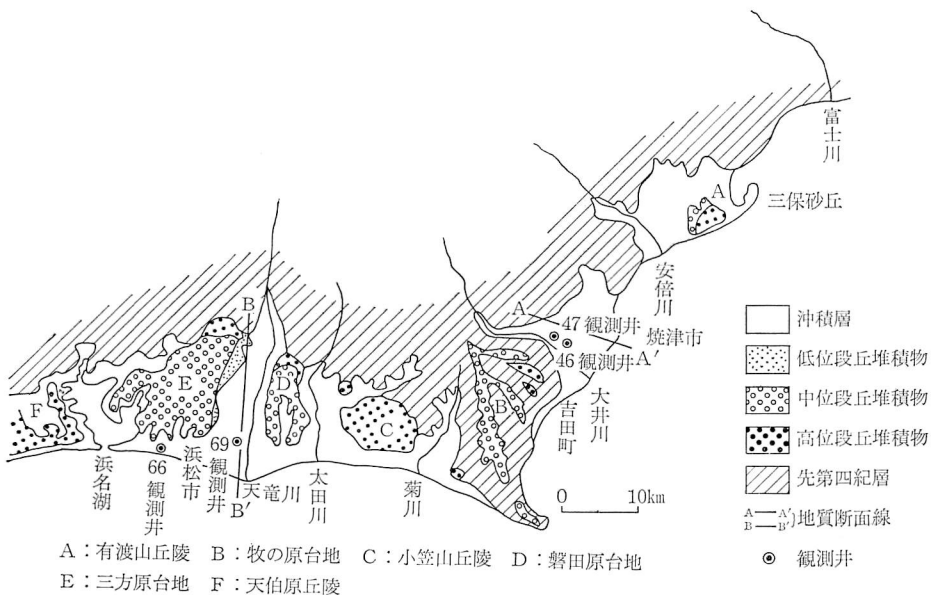 富士川
三保砂丘
安倍川
A
A
47 観測井
焼津市
46 観測井
A′
大井川
吉田町
B
B
C
D
E
F
浜名湖
66 観測井
浜松市
69 観測井
天竜川
B′
太田川
菊川
0 10km
沖積層
低位段丘堆積物
中位段丘堆積物
高位段丘堆積物
先第四紀層
A A′
B B′ 地質断面線
観測井
A：有渡山丘陵 B：牧の原台地 C：小笠山丘陵 D：磐田原台地
E：三方原台地 F：天伯原丘陵